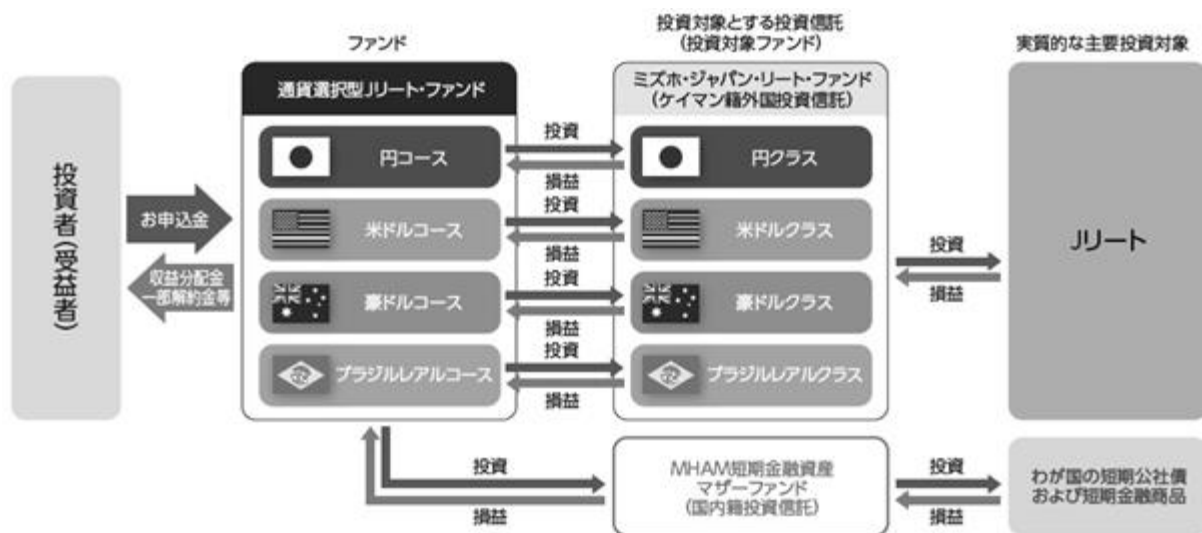 ファンド
投資対象とする投資信託
(投資対象ファンド)
実質的な主要投資対象
投資者(受益者)
お申込金
収益分配金
一部解約金等
通貨選択型Jリート・ファンド
円コース
米ドルコース
豪ドルコース
ブラジルレアルコース
投資
損益
投資
損益
投資
損益
投資
損益
ミズホ・ジャパン・リート・ファンド
(ケイマン籍外国投資信託)
円クラス
米ドルクラス
豪ドルクラス
ブラジルレアルクラス
投資
損益
Jリート
投資
損益
MHAM短期金融資産
マザーファンド
(国内籍投資信託)
投資
損益
わが国の短期公社債
および短期金融商品